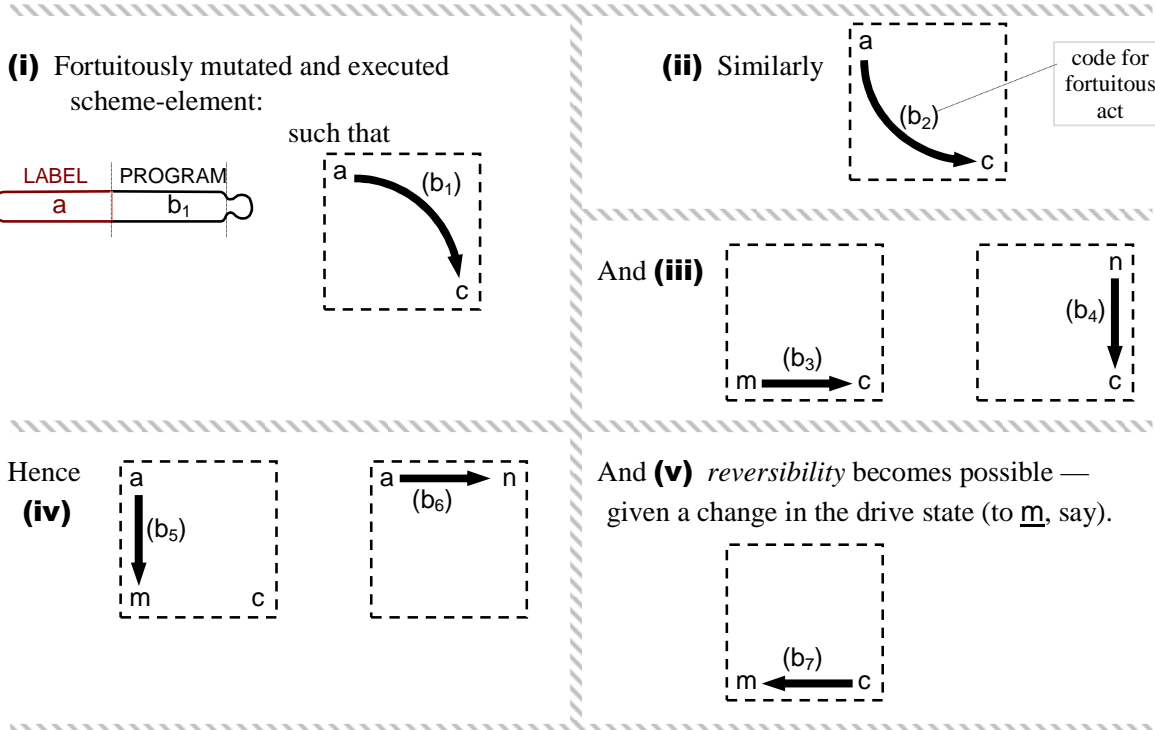 (i) Fortuitously mutated and executed
scheme-element:
such that
LABEL PROGRAM
a b₁
a
(b₁)
c
(ii) Similarly
a
(b₂)
c
code for
fortuitous
act
And (iii)
(b₃)
m c
n
(b₄)
c
Hence
(iv)
a
(b₅)
m c
a n
(b₆)
And (v) reversibility becomes possible —
given a change in the drive state (to m, say).
(b₇)
m c